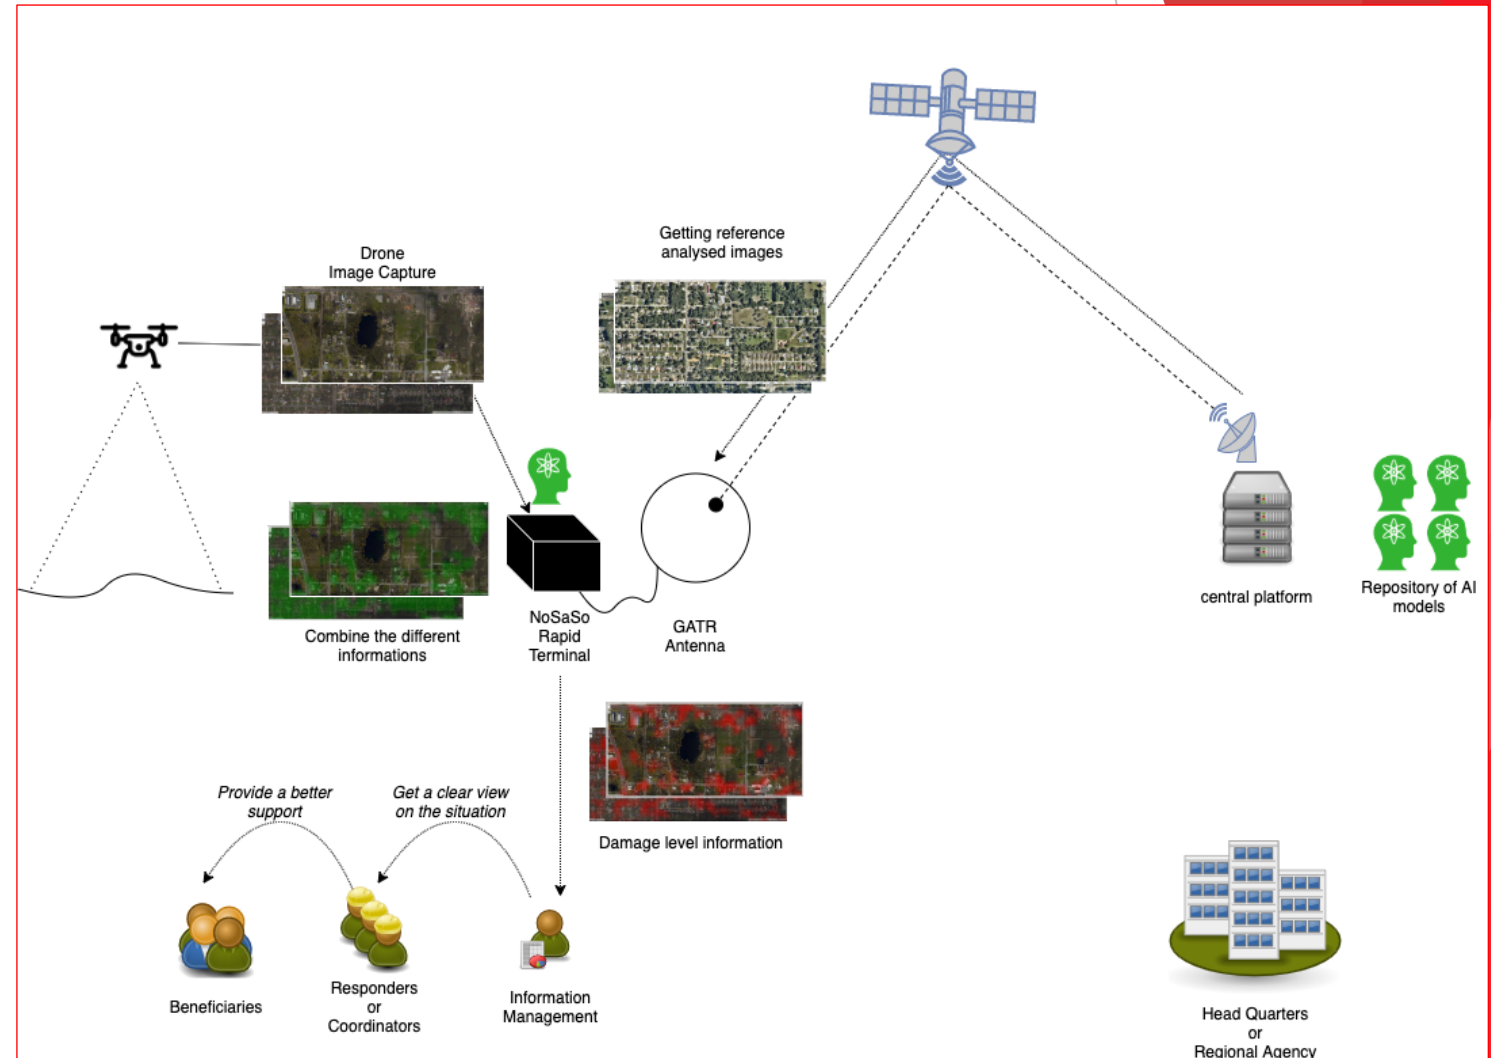 Getting reference
analysed images
Drone
Image Capture
Combine the different
informations
NoSaSo
Rapid
Terminal
GATR
Antenna
central platform
Repository of AI
models
Provide a better
support
Get a clear view
on the situation
Damage level information
Beneficiaries
Responders
or
Coordinators
Information
Management
Head Quarters
or
Regional Agency